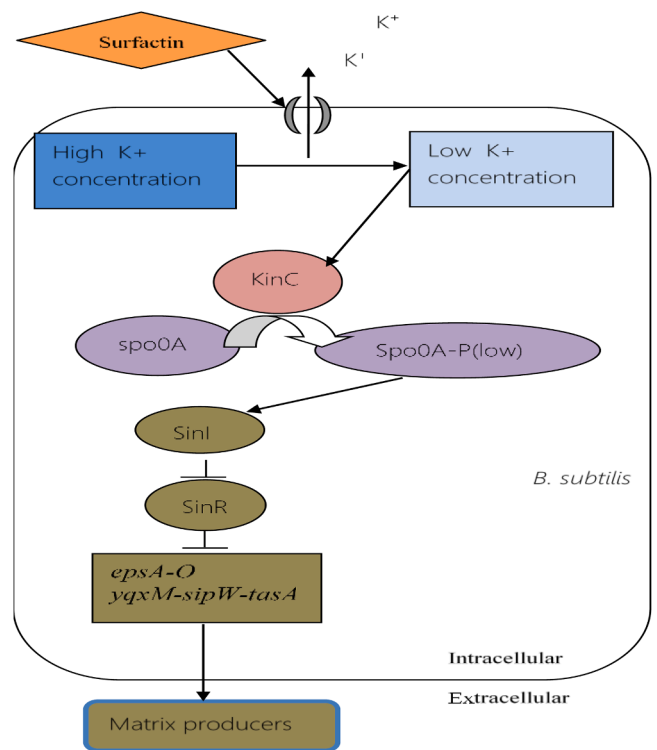 Surfactin
K+
K'
High K+
concentration
Low K+
concentration
KinC
spo0A
Spo0A-P(low)
SinI
SinR
B. subtilis
epsA-O
yqxM-sipW-tasA
Intracellular
Extracellular
Matrix producers